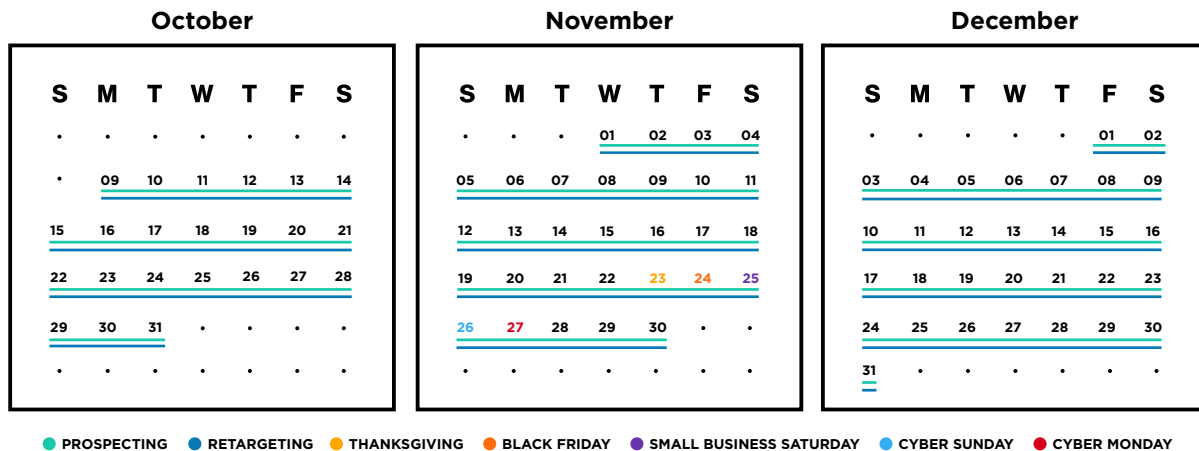 October
S M T W T F S
. . . . . . .
. 09 10 11 12 13 14
15 16 17 18 19 20 21
22 23 24 25 26 27 28
29 30 31 . . . .
. . . . . . .
November
S M T W T F S
. . . 01 02 03 04
05 06 07 08 09 10 11
12 13 14 15 16 17 18
19 20 21 22 23 24 25
26 27 28 29 30 . .
. . . . . . .
December
S M T W T F S
. . . . . 01 02
03 04 05 06 07 08 09
10 11 12 13 14 15 16
17 18 19 20 21 22 23
24 25 26 27 28 29 30
31 . . . . . .
PROSPECTING RETARGETING THANKSGIVING BLACK FRIDAY SMALL BUSINESS SATURDAY CYBER SUNDAY CYBER MONDAY